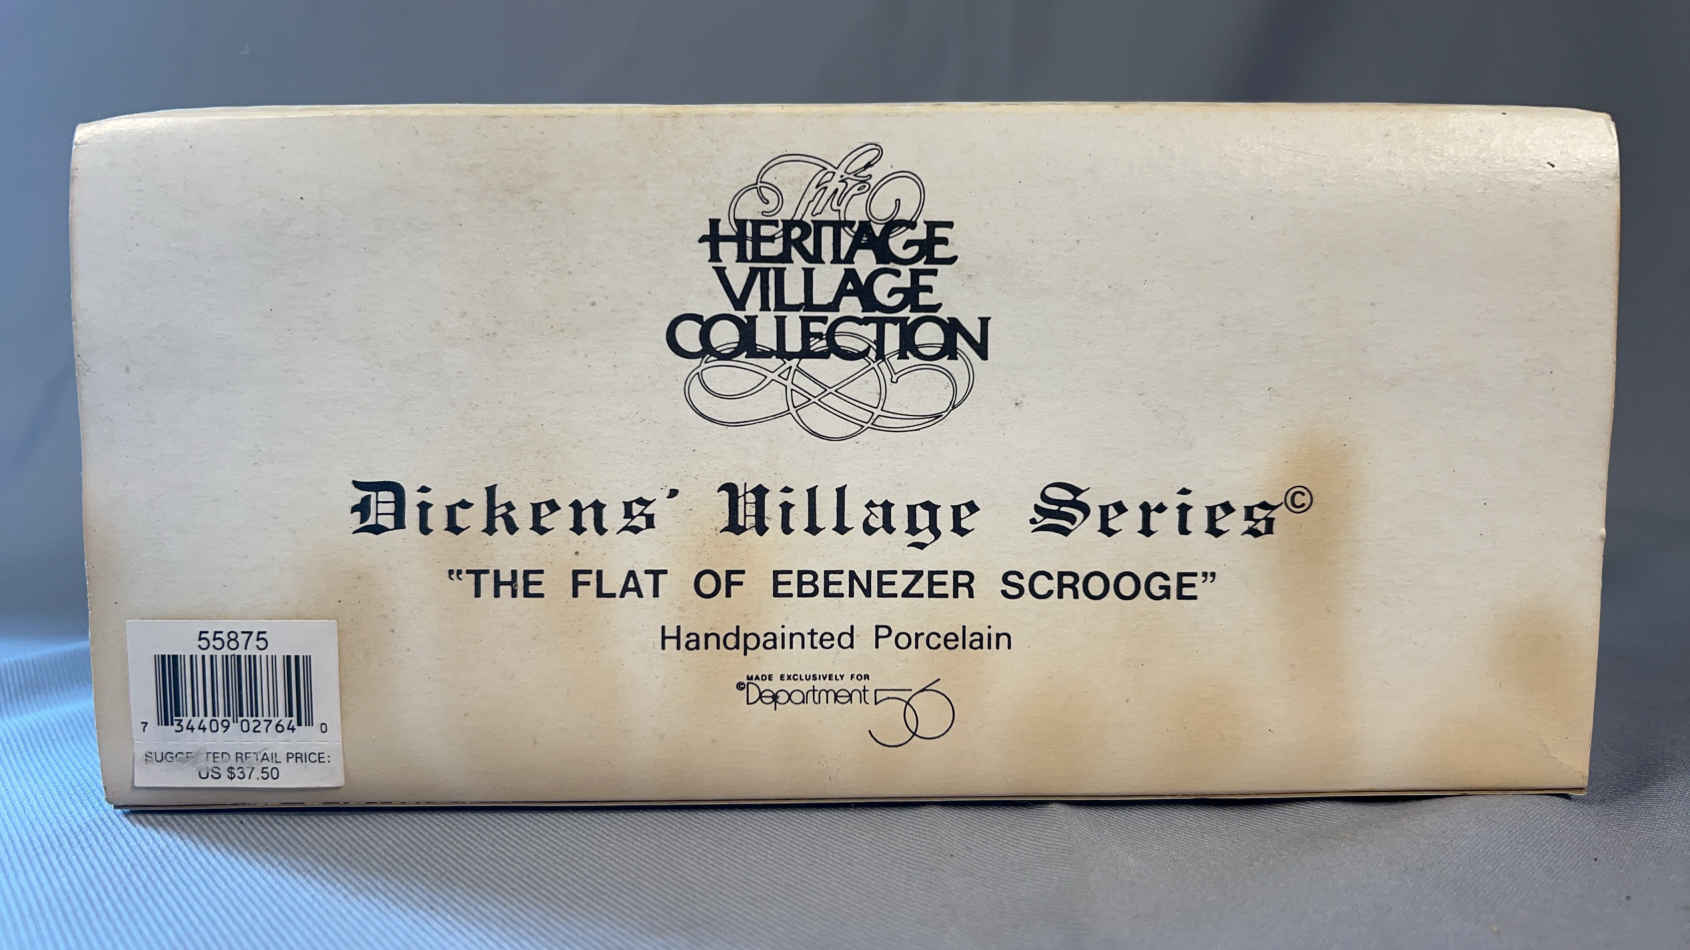 The
HERITAGE
VILLAGE
COLLECTION
Dickens' Village Series©
"THE FLAT OF EBENEZER SCROOGE"
Handpainted Porcelain
MADE EXCLUSIVELY FOR
©Department 56
55875
7 34409 02764 0
SUGGESTED RETAIL PRICE:
US $37.50